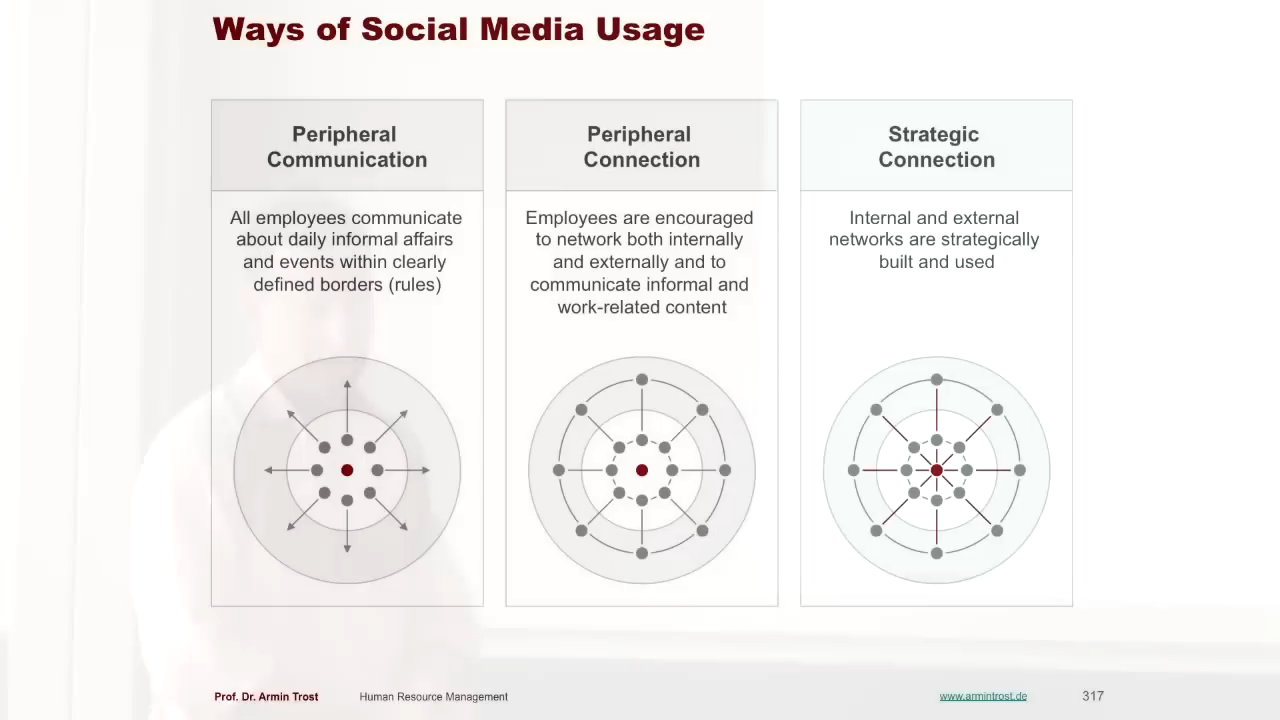 Ways of Social Media Usage
Peripheral
Communication
All employees communicate
about daily informal affairs
and events within clearly
defined borders (rules)
Peripheral
Connection
Employees are encouraged
to network both internally
and externally and to
communicate informal and
work-related content
Strategic
Connection
Internal and external
networks are strategically
built and used
Prof. Dr. Armin Trost Human Resource Management www.armintrost.de 317